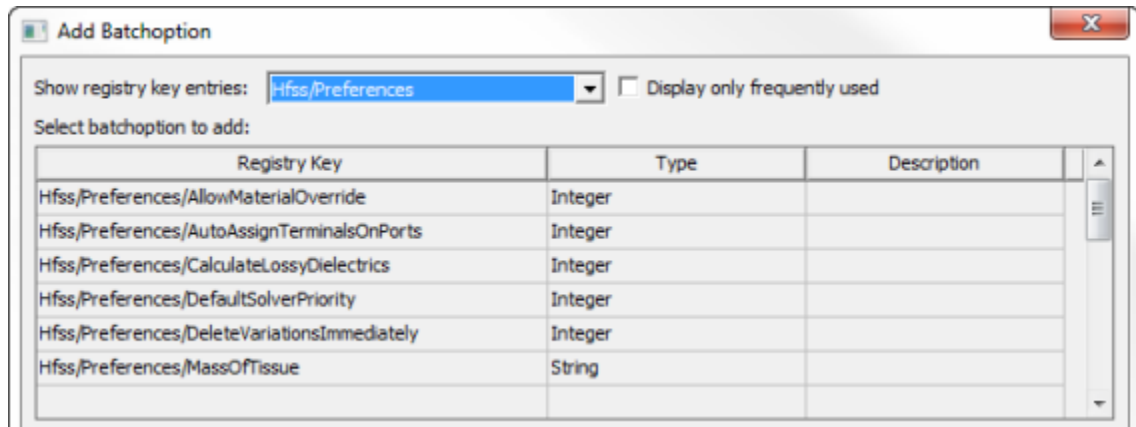 Add Batchoption
Show registry key entries: Hfss/Preferences Display only frequently used
Select batchoption to add:
Registry Key Type Description
Hfss/Preferences/AllowMaterialOverride Integer
Hfss/Preferences/AutoAssignTerminalsOnPorts Integer
Hfss/Preferences/CalculateLossyDielectrics Integer
Hfss/Preferences/DefaultSolverPriority Integer
Hfss/Preferences/DeleteVariationsImmediately Integer
Hfss/Preferences/MassOfTissue String